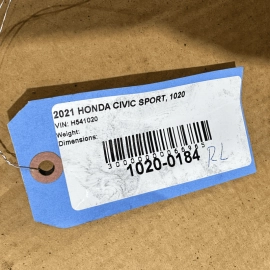 2021 HONDA CIVIC SPORT, 1020
VIN: H541020
Weight:
Dimensions:
1020-0184 RL